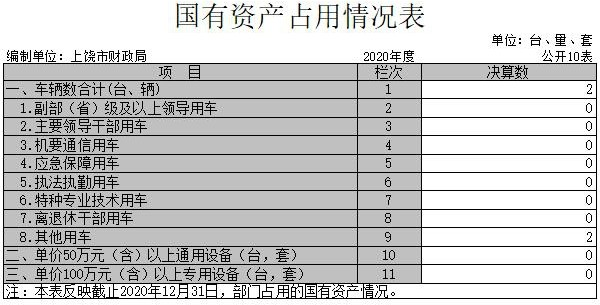 国有资产占用情况表
单位：台、量、套
编制单位：上饶市财政局 2020年度 公开10表
项 目 栏次 决算数
一、车辆数合计(台、辆) 1 2
1.副部（省）级及以上领导用车 2 0
2.主要领导干部用车 3 0
3.机要通信用车 4 0
4.应急保障用车 5 0
5.执法执勤用车 6 0
6.特种专业技术用车 7 0
7.离退休干部用车 8 0
8.其他用车 9 2
二、单价50万元（含）以上通用设备（台，套） 10 0
三、单价100万元（含）以上专用设备（台，套） 11 0
注：本表反映截止2020年12月31日，部门占用的国有资产情况。